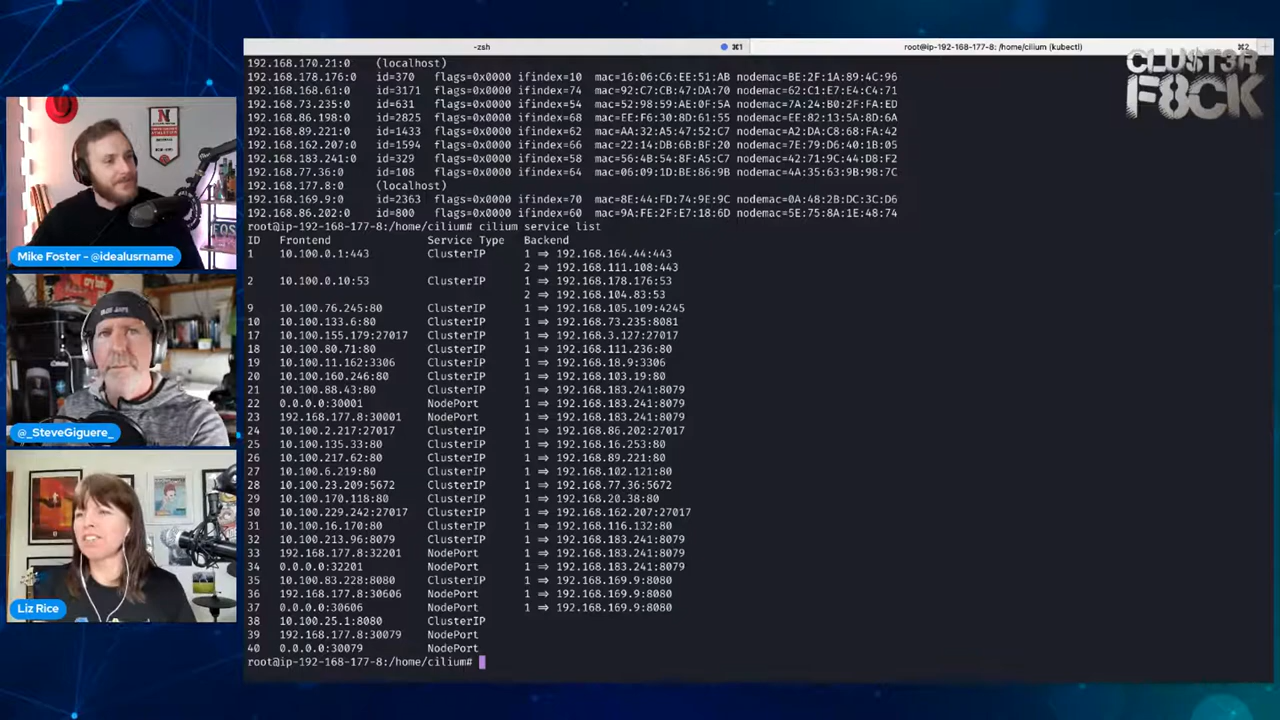 -zsh
⌘1
root@ip-192-168-177-8: /home/cilium (kubectl)
⌘2
CLU$T3R
F8CK
192.168.170.21:0 (localhost)
192.168.178.176:0 id=370 flags=0x0000 ifindex=10 mac=16:06:C6:EE:51:AB nodemac=BE:2F:1A:89:4C:96
192.168.68.61:0 id=3171 flags=0x0000 ifindex=74 mac=92:C7:CB:47:DA:70 nodemac=62:C1:E7:E4:C4:71
192.168.73.235:0 id=631 flags=0x0000 ifindex=54 mac=52:98:59:AE:0F:5A nodemac=7A:24:B0:2F:FA:ED
192.168.86.198:0 id=2825 flags=0x0000 ifindex=68 mac=EE:F6:30:8D:61:55 nodemac=EE:82:13:5A:8D:6A
192.168.89.221:0 id=1433 flags=0x0000 ifindex=62 mac=AA:32:A5:47:52:C7 nodemac=A2:DA:C8:68:FA:42
192.168.162.207:0 id=1594 flags=0x0000 ifindex=66 mac=22:14:DB:6B:BF:20 nodemac=7E:79:D6:40:1B:05
192.168.183.241:0 id=329 flags=0x0000 ifindex=58 mac=56:4B:54:8F:A5:C7 nodemac=42:71:9C:44:D8:F2
192.168.77.36:0 id=108 flags=0x0000 ifindex=64 mac=06:09:1D:BE:86:9B nodemac=4A:35:63:9B:98:7C
192.168.177.8:0 (localhost)
192.168.169.9:0 id=2363 flags=0x0000 ifindex=70 mac=8E:44:FD:74:9E:9C nodemac=0A:48:2B:DC:3C:D6
192.168.86.202:0 id=800 flags=0x0000 ifindex=60 mac=9A:FE:2F:E7:18:6D nodemac=5E:75:8A:1E:48:74
root@ip-192-168-177-8:/home/cilium# cilium service list
ID Frontend Service Type Backend
1 10.100.0.1:443 ClusterIP 1 => 192.168.164.44:443
2 => 192.168.111.108:443
2 10.100.0.10:53 ClusterIP 1 => 192.168.178.176:53
2 => 192.168.104.83:53
9 10.100.76.245:80 ClusterIP 1 => 192.168.105.109:4245
10 10.100.133.6:80 ClusterIP 1 => 192.168.73.235:8081
17 10.100.155.179:27017 ClusterIP 1 => 192.168.3.127:27017
18 10.100.80.71:80 ClusterIP 1 => 192.168.111.236:80
19 10.100.11.162:3306 ClusterIP 1 => 192.168.18.9:3306
20 10.100.160.246:80 ClusterIP 1 => 192.168.103.19:80
21 10.100.88.43:80 ClusterIP 1 => 192.168.183.241:8079
22 0.0.0.0:30001 NodePort 1 => 192.168.183.241:8079
23 192.168.177.8:30001 NodePort 1 => 192.168.183.241:8079
24 10.100.2.217:27017 ClusterIP 1 => 192.168.86.202:27017
25 10.100.135.33:80 ClusterIP 1 => 192.168.16.253:80
26 10.100.217.62:80 ClusterIP 1 => 192.168.89.221:80
27 10.100.6.219:80 ClusterIP 1 => 192.168.102.121:80
28 10.100.23.209:5672 ClusterIP 1 => 192.168.77.36:5672
29 10.100.170.118:80 ClusterIP 1 => 192.168.20.38:80
30 10.100.229.242:27017 ClusterIP 1 => 192.168.162.207:27017
31 10.100.16.170:80 ClusterIP 1 => 192.168.116.132:80
32 10.100.213.96:8079 ClusterIP 1 => 192.168.183.241:8079
33 192.168.177.8:32201 NodePort 1 => 192.168.183.241:8079
34 0.0.0.0:32201 NodePort 1 => 192.168.183.241:8079
35 10.100.83.228:8080 ClusterIP 1 => 192.168.169.9:8080
36 192.168.177.8:30606 NodePort 1 => 192.168.169.9:8080
37 0.0.0.0:30606 NodePort 1 => 192.168.169.9:8080
38 10.100.25.1:8080 ClusterIP
39 192.168.177.8:30079 NodePort
40 0.0.0.0:30079 NodePort
root@ip-192-168-177-8:/home/cilium#
Mike Foster - @idealusrname
@_SteveGiguere_
Liz Rice